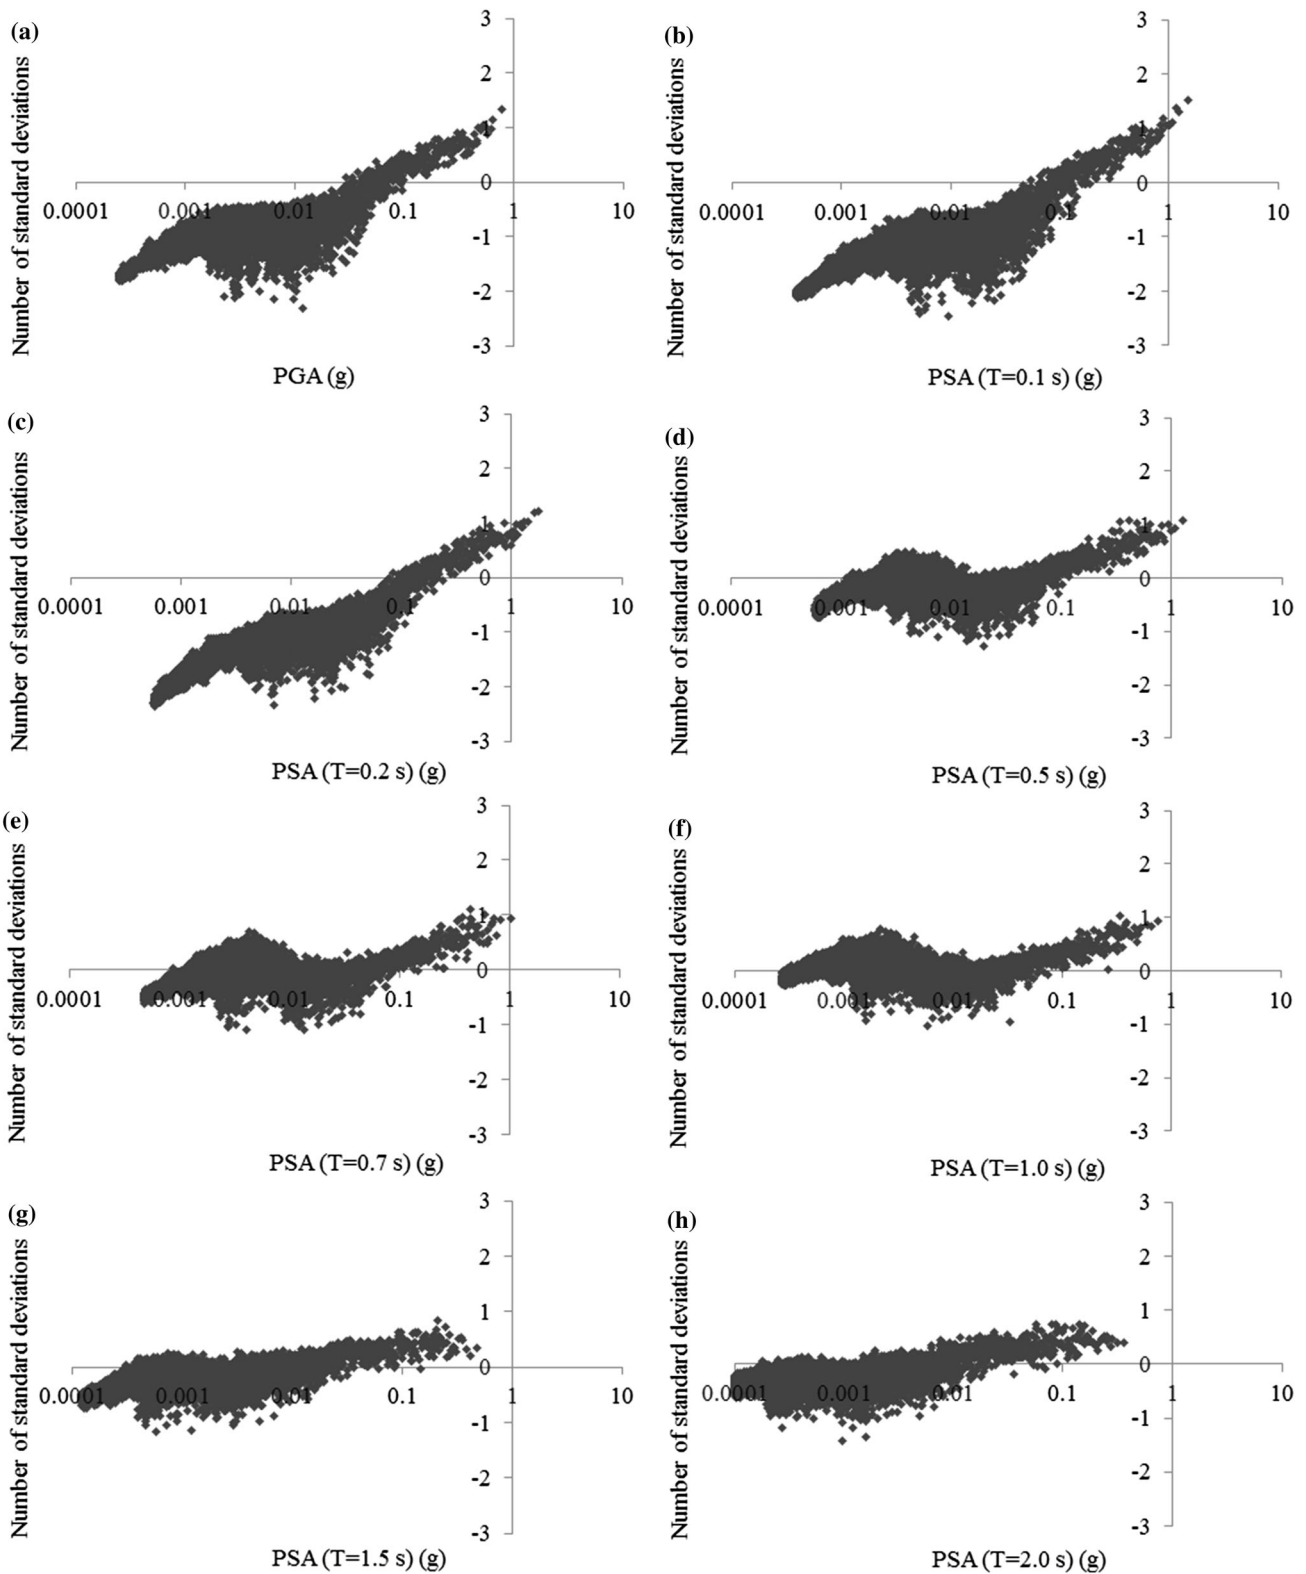 (a)
Number of standard deviations
3
2
1
0
-1
-2
-3
0.0001 0.001 0.01 0.1 1 10
PGA (g)
(b)
Number of standard deviations
3
2
1
0
-1
-2
-3
0.0001 0.001 0.01 0.1 1 10
PSA (T=0.1 s) (g)
(c)
Number of standard deviations
3
2
1
0
-1
-2
-3
0.0001 0.001 0.01 0.1 1 10
PSA (T=0.2 s) (g)
(d)
Number of standard deviations
3
2
1
0
-1
-2
-3
0.0001 0.001 0.01 0.1 1 10
PSA (T=0.5 s) (g)
(e)
Number of standard deviations
3
2
1
0
-1
-2
-3
0.0001 0.001 0.01 0.1 1 10
PSA (T=0.7 s) (g)
(f)
Number of standard deviations
3
2
1
0
-1
-2
-3
0.0001 0.001 0.01 0.1 1 10
PSA (T=1.0 s) (g)
(g)
Number of standard deviations
3
2
1
0
-1
-2
-3
0.0001 0.001 0.01 0.1 1 10
PSA (T=1.5 s) (g)
(h)
Number of standard deviations
3
2
1
0
-1
-2
-3
0.0001 0.001 0.01 0.1 1 10
PSA (T=2.0 s) (g)